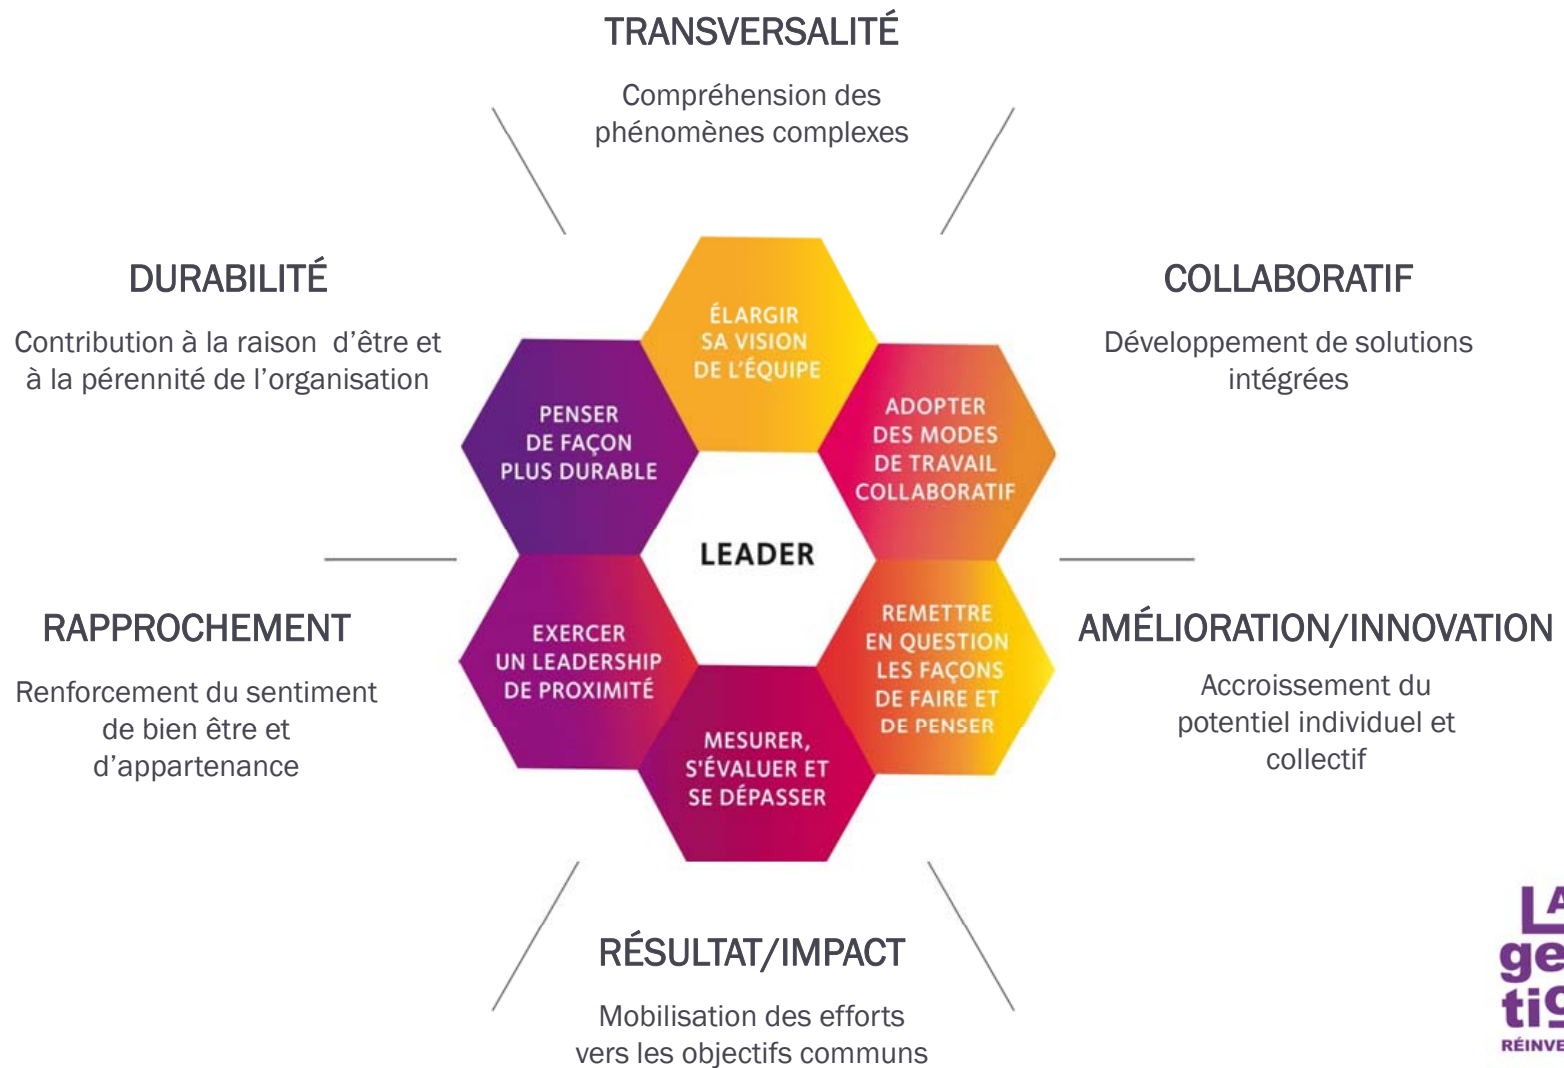 TRANSVERSALITÉ
Compréhension des
phénomènes complexes
DURABILITÉ
Contribution à la raison  d’être et
à la pérennité de l’organisation
COLLABORATIF
Développement de solutions
intégrées
ÉLARGIR
SA VISION
DE L’ÉQUIPE
PENSER
DE FAÇON
PLUS DURABLE
ADOPTER
DES MODES
DE TRAVAIL
COLLABORATIF
LEADER
RAPPROCHEMENT
Renforcement du sentiment
de bien être et
d’appartenance
EXERCER
UN LEADERSHIP
DE PROXIMITÉ
REMETTRE
EN QUESTION
LES FAÇONS
DE FAIRE ET
DE PENSER
AMÉLIORATION/INNOVATION
Accroissement du
potentiel individuel et
collectif
MESURER,
S'ÉVALUER ET
SE DÉPASSER
RÉSULTAT/IMPACT
Mobilisation des efforts
vers les objectifs communs